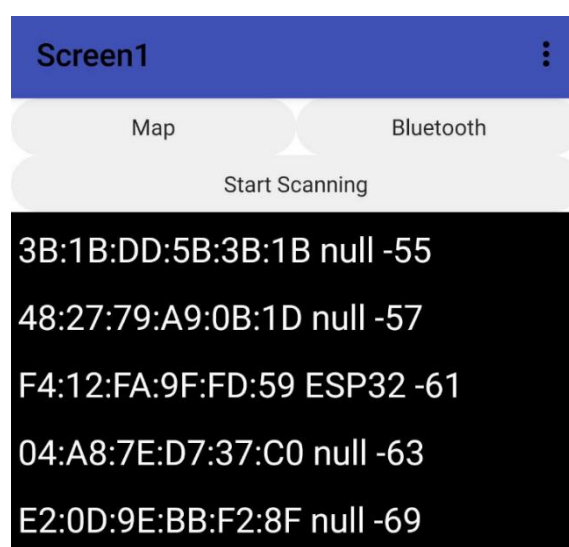 Screen1
Map Bluetooth
Start Scanning
3B:1B:DD:5B:3B:1B null -55
48:27:79:A9:0B:1D null -57
F4:12:FA:9F:FD:59 ESP32 -61
04:A8:7E:D7:37:C0 null -63
E2:0D:9E:BB:F2:8F null -69